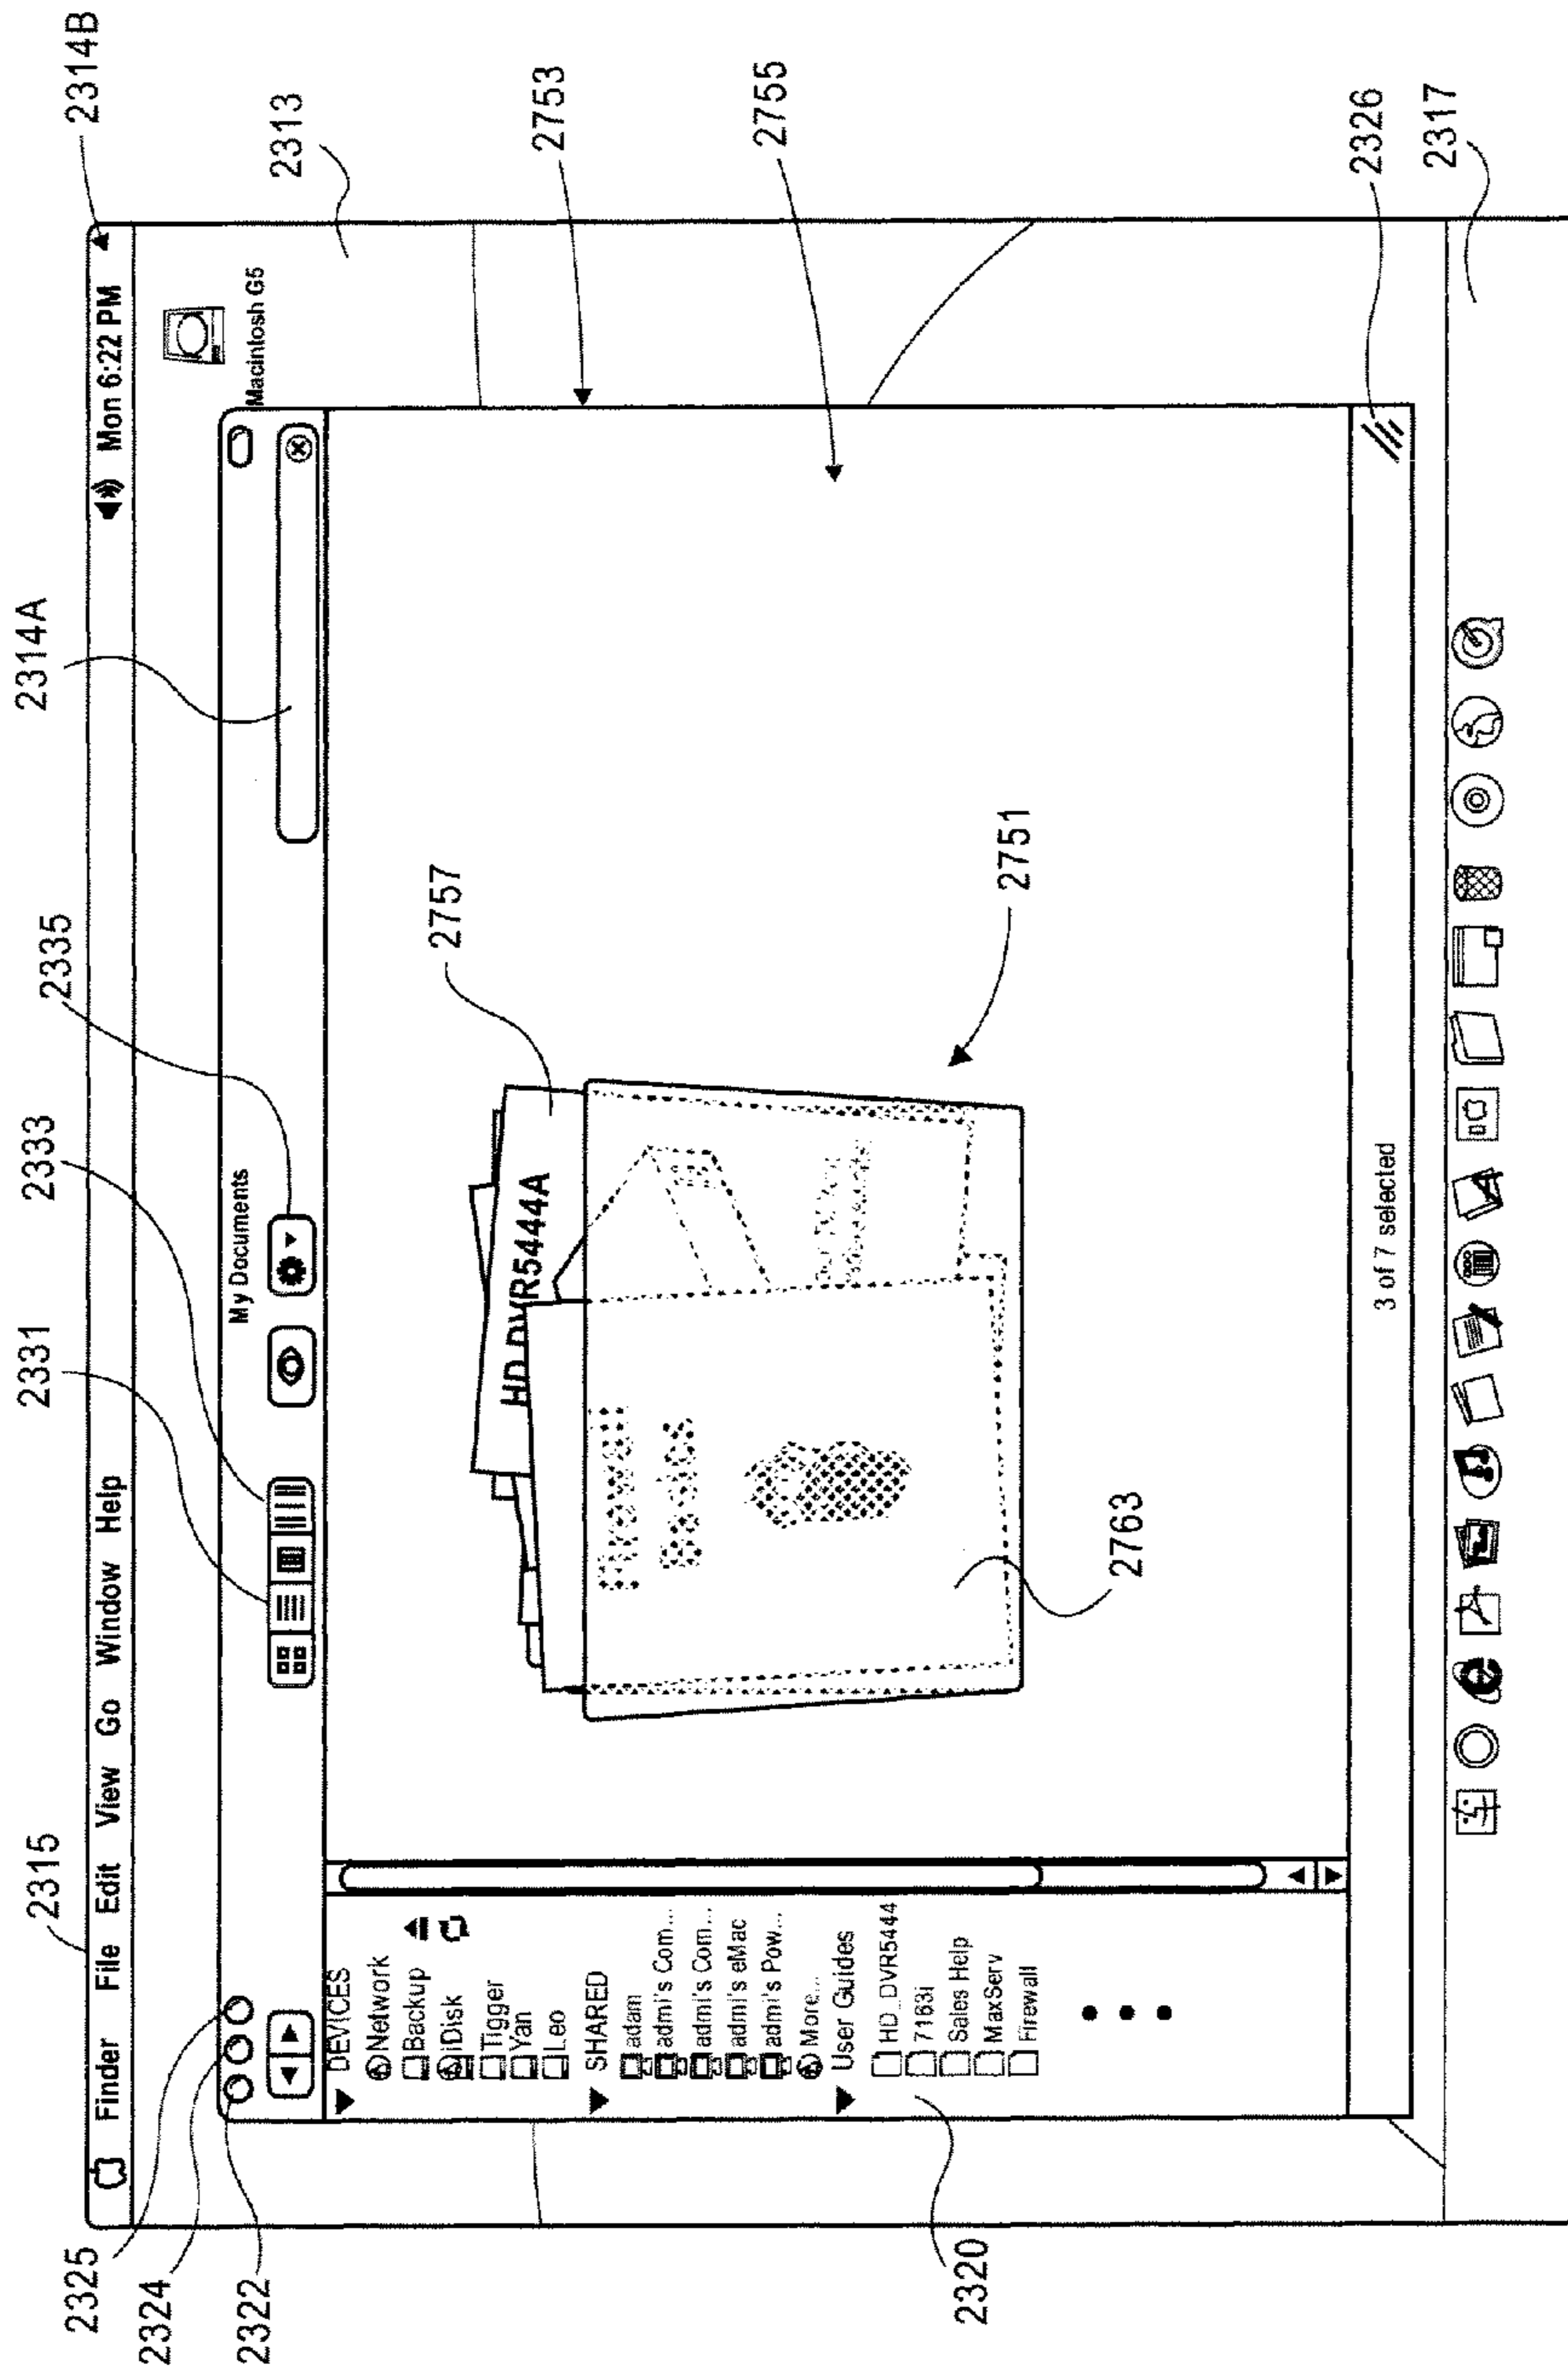 2314B
2314A
2313
2315
2335
2333
2331
2325
2324
2322
Finder File Edit View Go Window Help
Mon 6:22 PM
Macintosh G5
My Documents
2753
2755
DEVICES
Network
Backup
iDisk
Tigger
Yan
Leo
SHARED
adam
admi's Com...
admi's Com...
admi's eMac
admi's Pow...
More...
User Guides
HD_DVR5444
7163i
Sales Help
MaxServ
Firewall
2757
HD_DVR5444A
Firewall
Basics
2751
2763
2320
3 of 7 selected
2326
2317